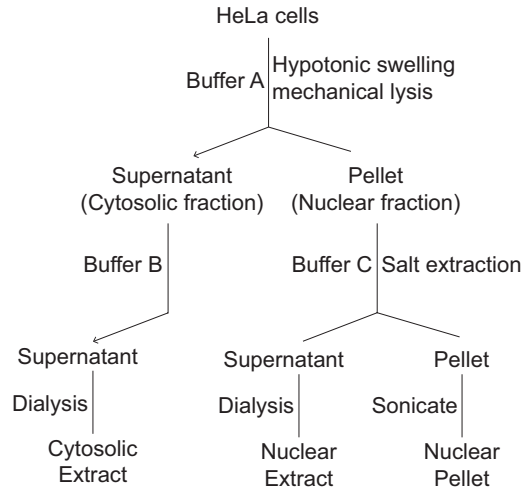 HeLa cells
Buffer A
Hypotonic swelling
mechanical lysis
Supernatant
(Cytosolic fraction)
Pellet
(Nuclear fraction)
Buffer B
Buffer C
Salt extraction
Supernatant
Supernatant
Pellet
Dialysis
Dialysis
Sonicate
Cytosolic
Extract
Nuclear
Extract
Nuclear
Pellet